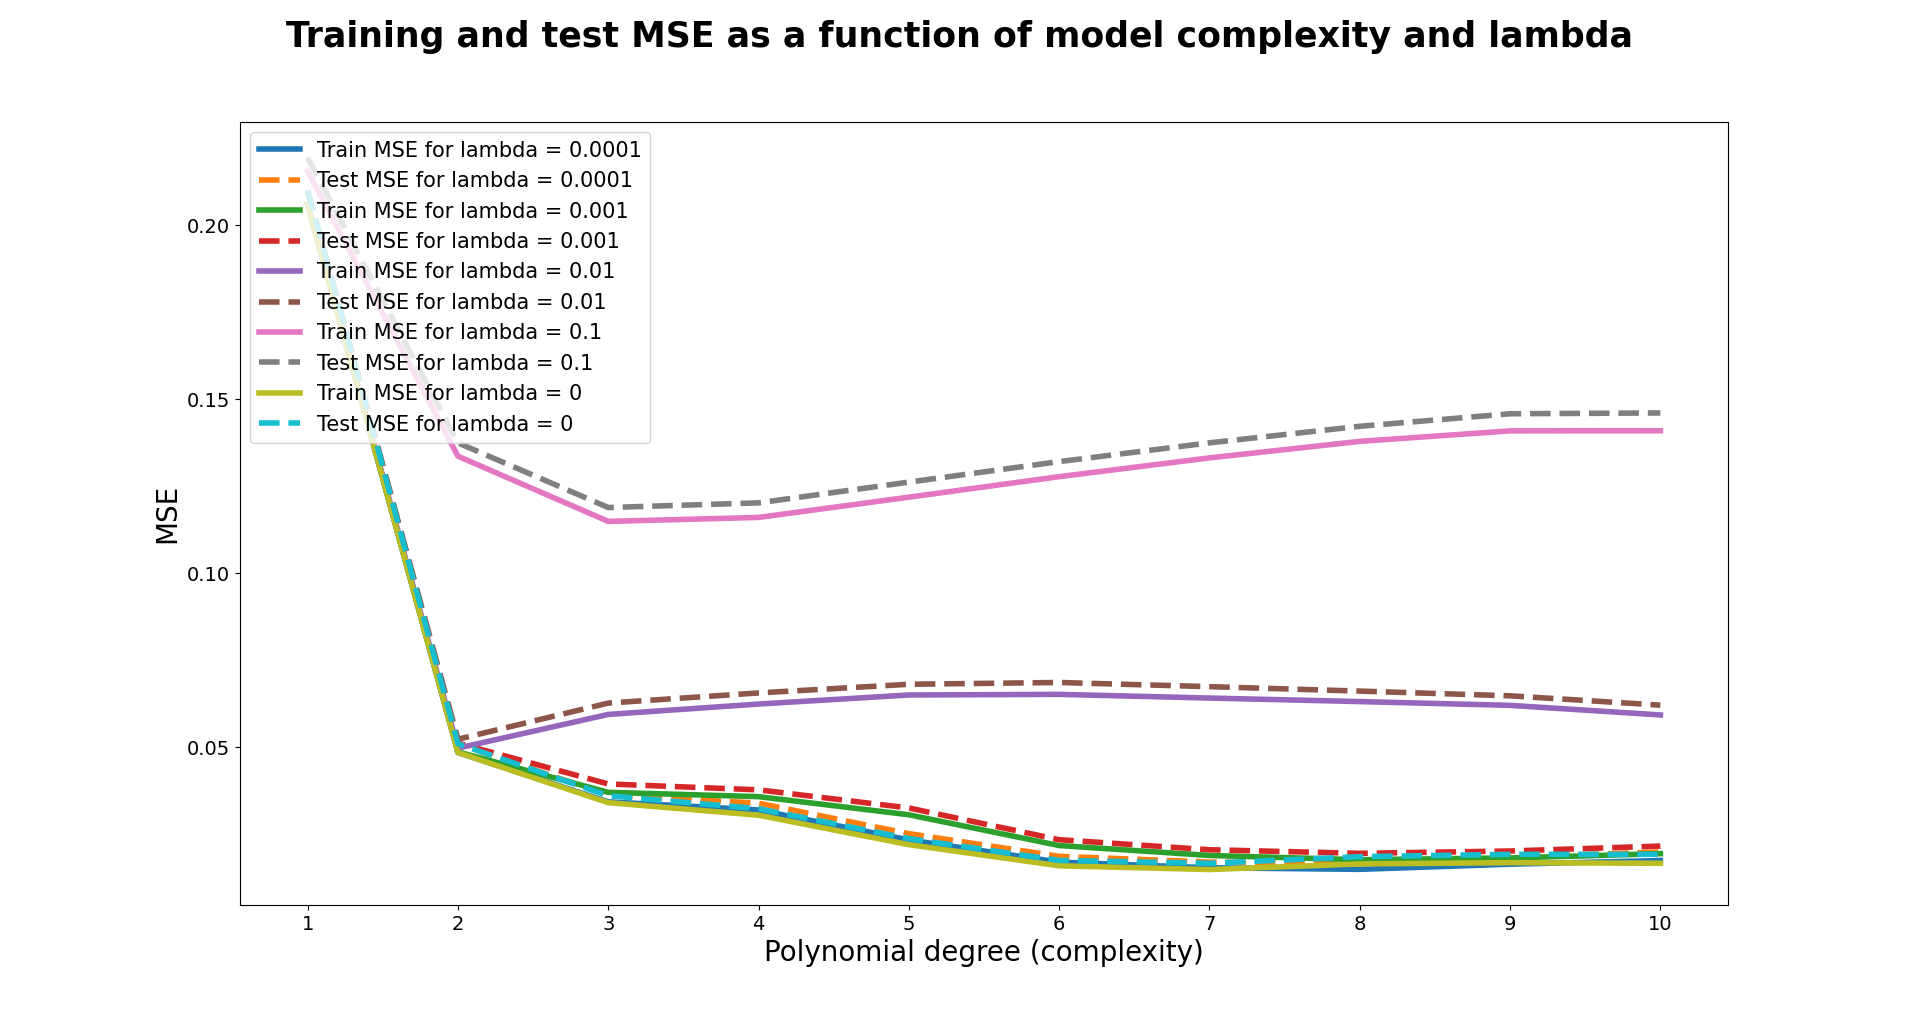 Training and test MSE as a function of model complexity and lambda
Train MSE for lambda = 0.0001
Test MSE for lambda = 0.0001
Train MSE for lambda = 0.001
Test MSE for lambda = 0.001
Train MSE for lambda = 0.01
Test MSE for lambda = 0.01
Train MSE for lambda = 0.1
Test MSE for lambda = 0.1
Train MSE for lambda = 0
Test MSE for lambda = 0
MSE
0.20
0.15
0.10
0.05
1 2 3 4 5 6 7 8 9 10
Polynomial degree (complexity)